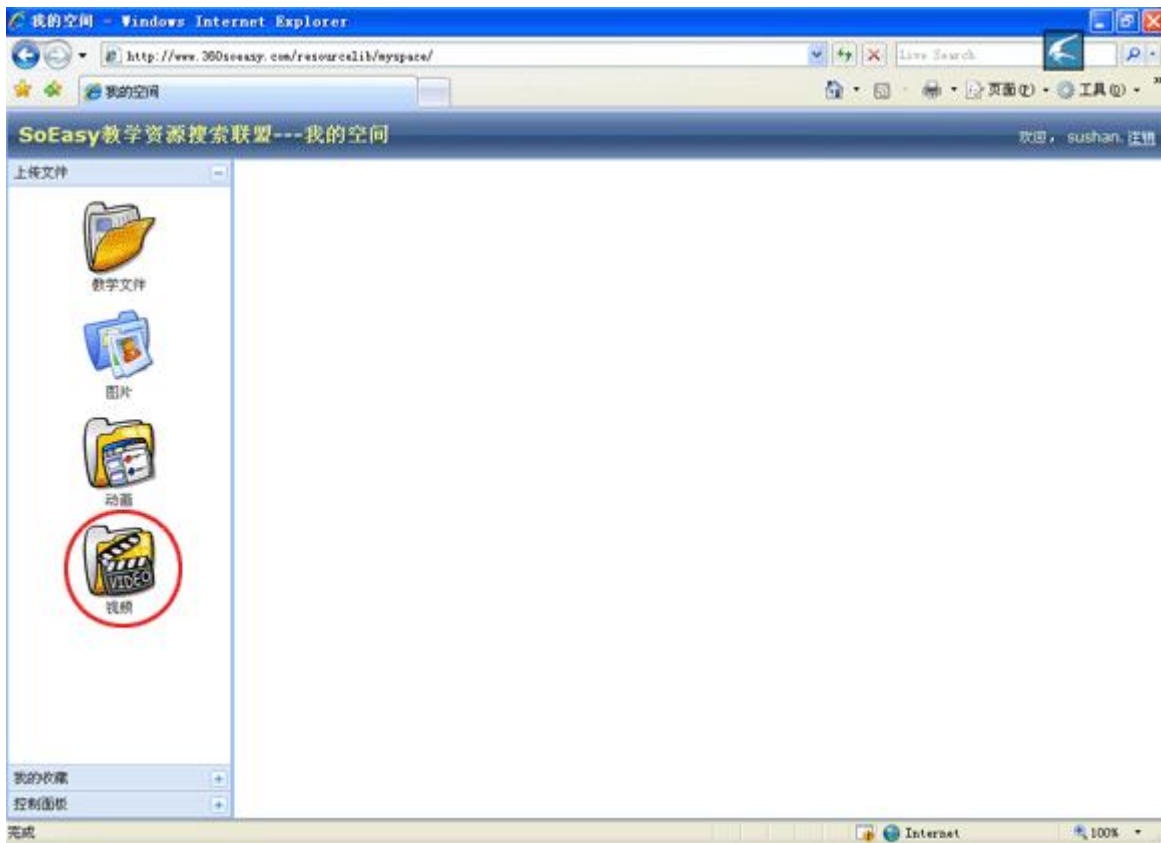 我的空间 - Windows Internet Explorer
http://www.360soeasy.com/resourcelib/myspace/
Live Search
我的空间
页面(P)
工具(O)
SoEasy教学资源搜索联盟---我的空间
欢迎，sushan. 注销
上传文件
教学文件
图片
动画
VIDEO
视频
我的收藏
控制面板
完成
Internet
100%